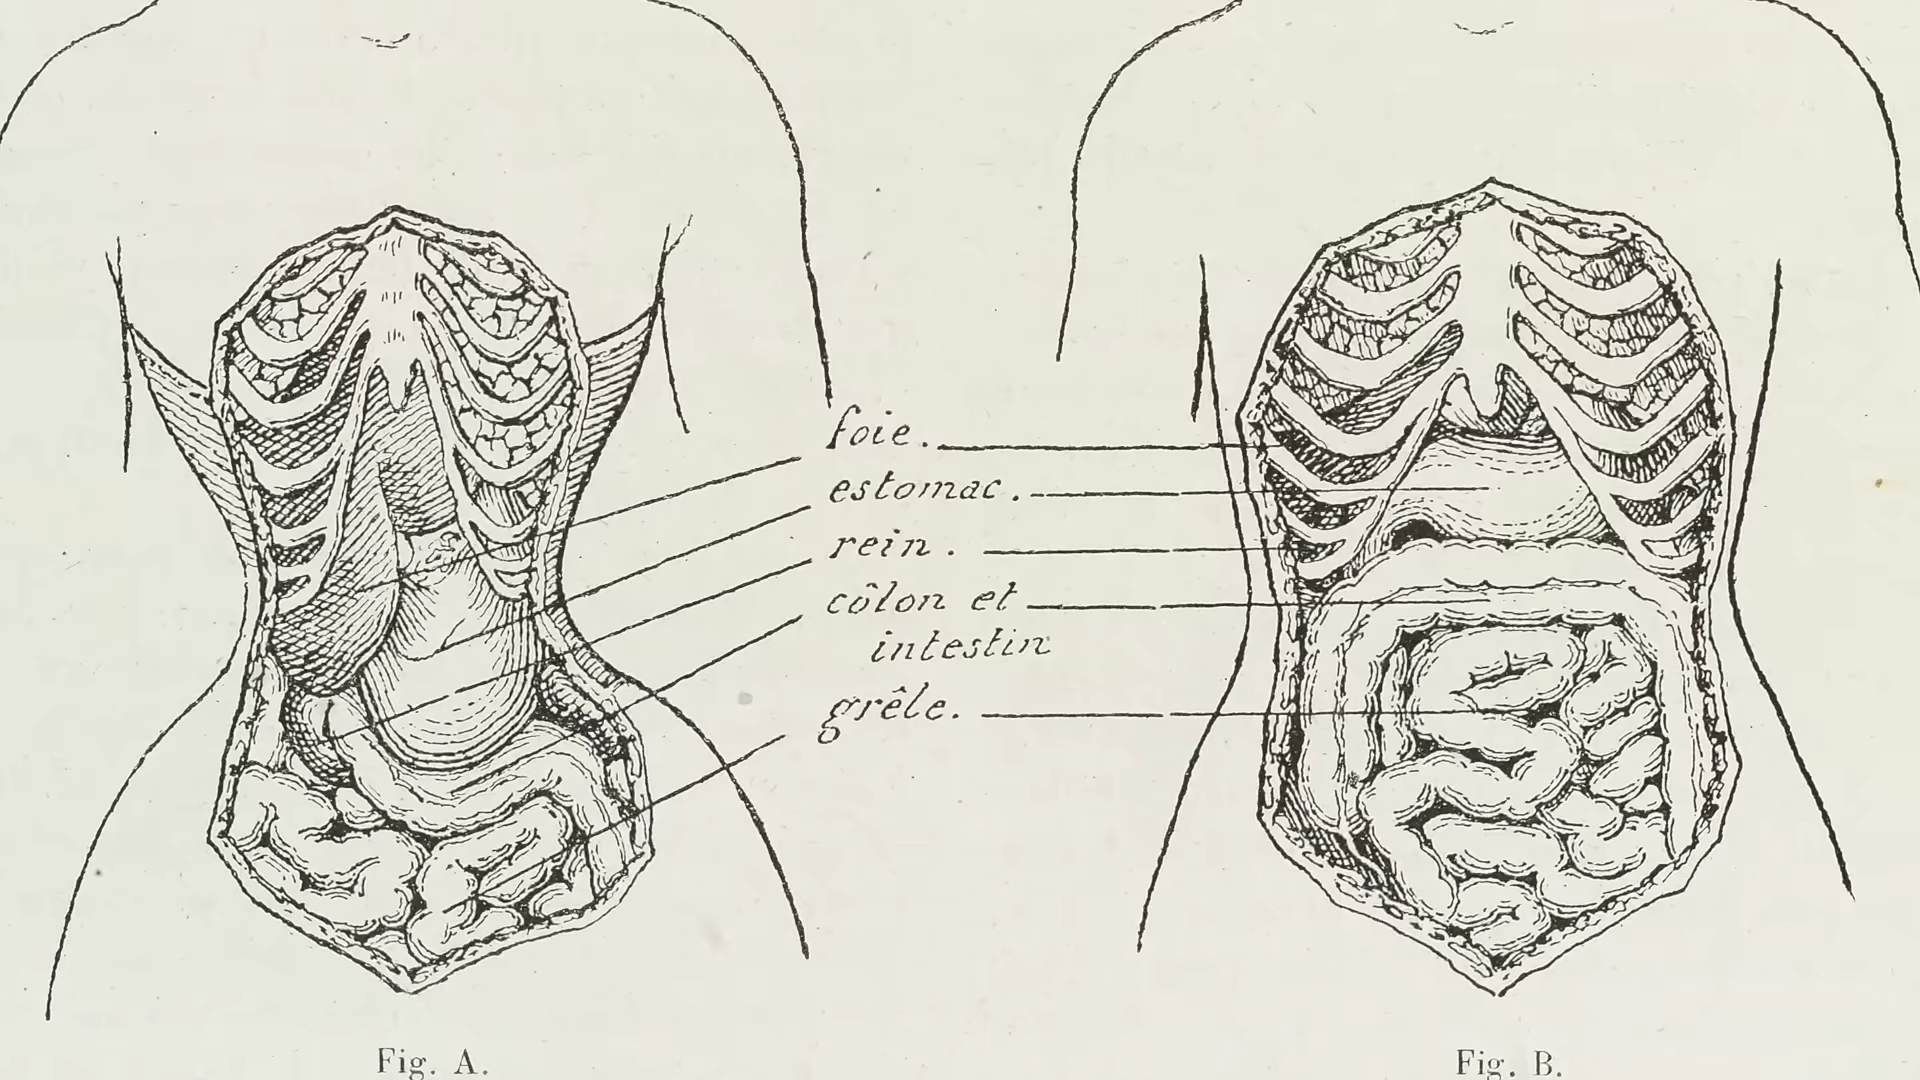 foie.
estomac.
rein.
côlon et
intestin
grêle.
Fig. A.
Fig. B.